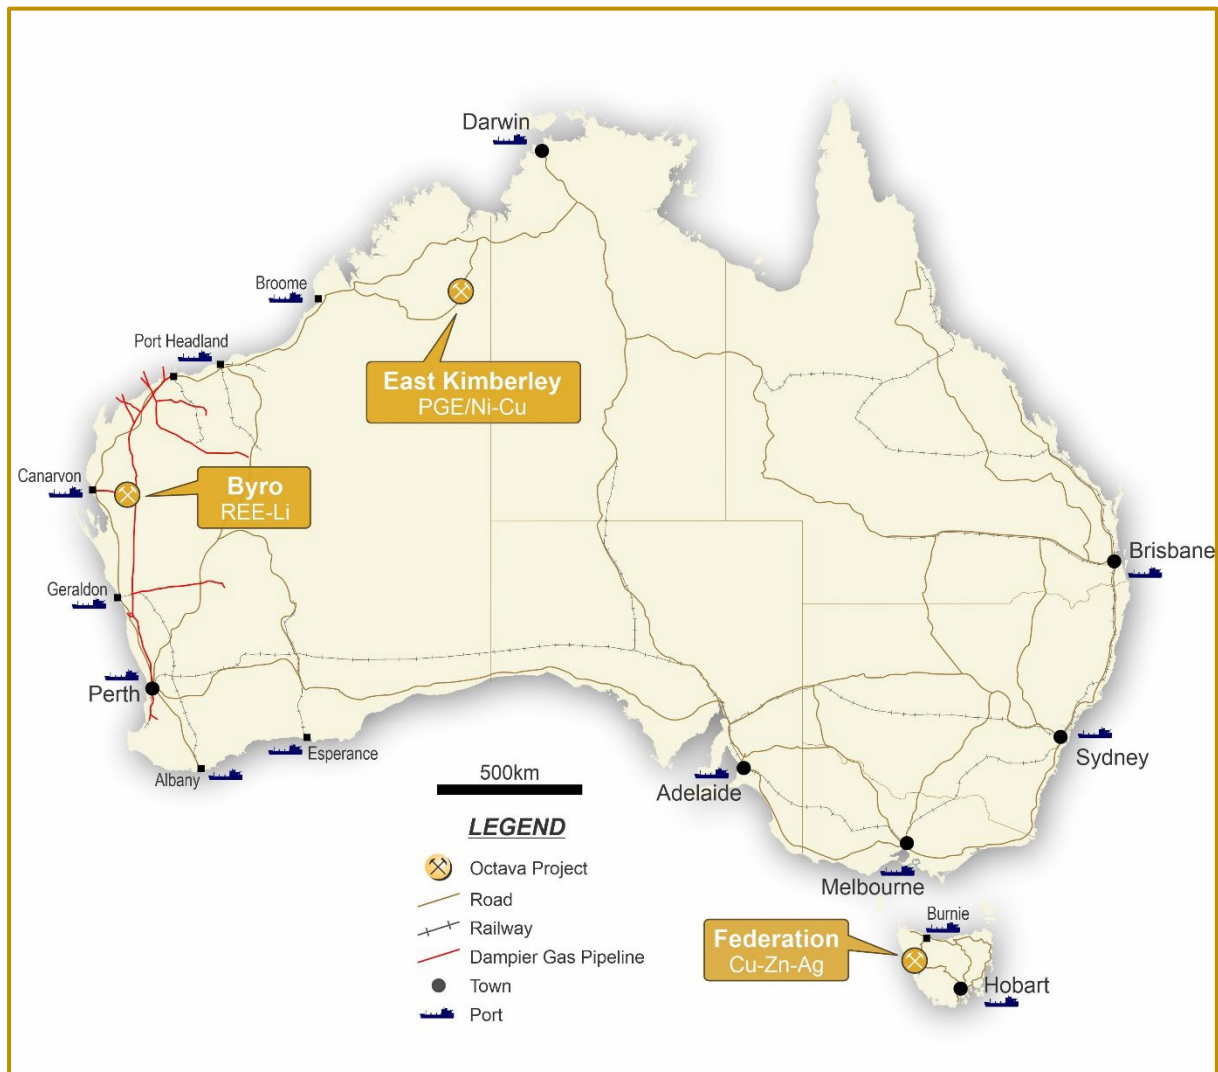 Darwin
Broome
Port Headland
East Kimberley
PGE/Ni-Cu
Canarvon
Byro
REE-Li
Geraldon
Brisbane
Perth
Esperance
Albany
Sydney
Adelaide
500km
LEGEND
Octava Project
Road
Railway
Dampier Gas Pipeline
Town
Port
Melbourne
Burnie
Federation
Cu-Zn-Ag
Hobart